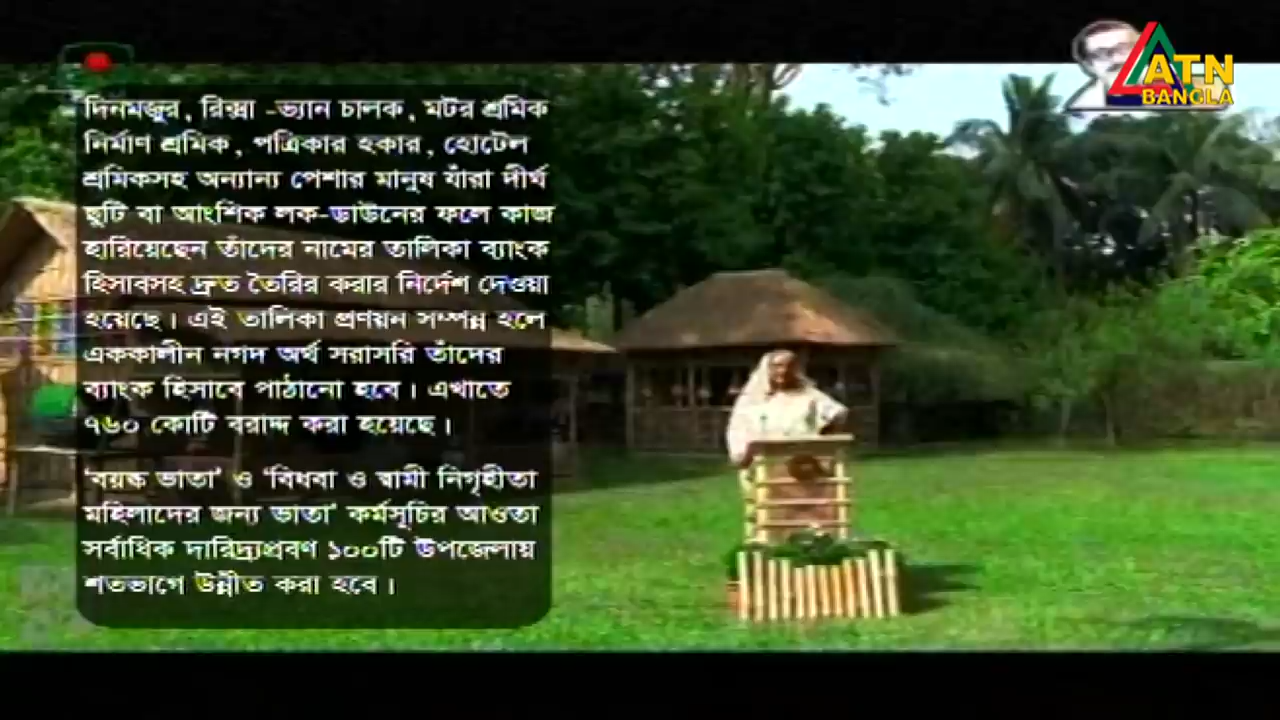 ATN
BANGLA
দিনমজুর, রিক্সা -ভ্যান চালক, মটর শ্রমিক
নির্মাণ শ্রমিক, পত্রিকার হকার, হোটেল
শ্রমিকসহ অন্যান্য পেশার মানুষ যাঁরা দীর্ঘ
ছুটি বা আংশিক লক-ডাউনের ফলে কাজ
হারিয়েছেন তাঁদের নামের তালিকা ব্যাংক
হিসাবসহ দ্রুত তৈরির করার নির্দেশ দেওয়া
হয়েছে। এই তালিকা প্রণয়ন সম্পন্ন হলে
এককালীন নগদ অর্থ সরাসরি তাঁদের
ব্যাংক হিসাবে পাঠানো হবে। এখাতে
৭৬০ কোটি বরাদ্দ করা হয়েছে।
'বয়স্ক ভাতা' ও 'বিধবা ও স্বামী নিগৃহীতা
মহিলাদের জন্য ভাতা' কর্মসূচির আওতা
সর্বাধিক দারিদ্র্যপ্রবণ ১০০টি উপজেলায়
শতভাগে উন্নীত করা হবে।